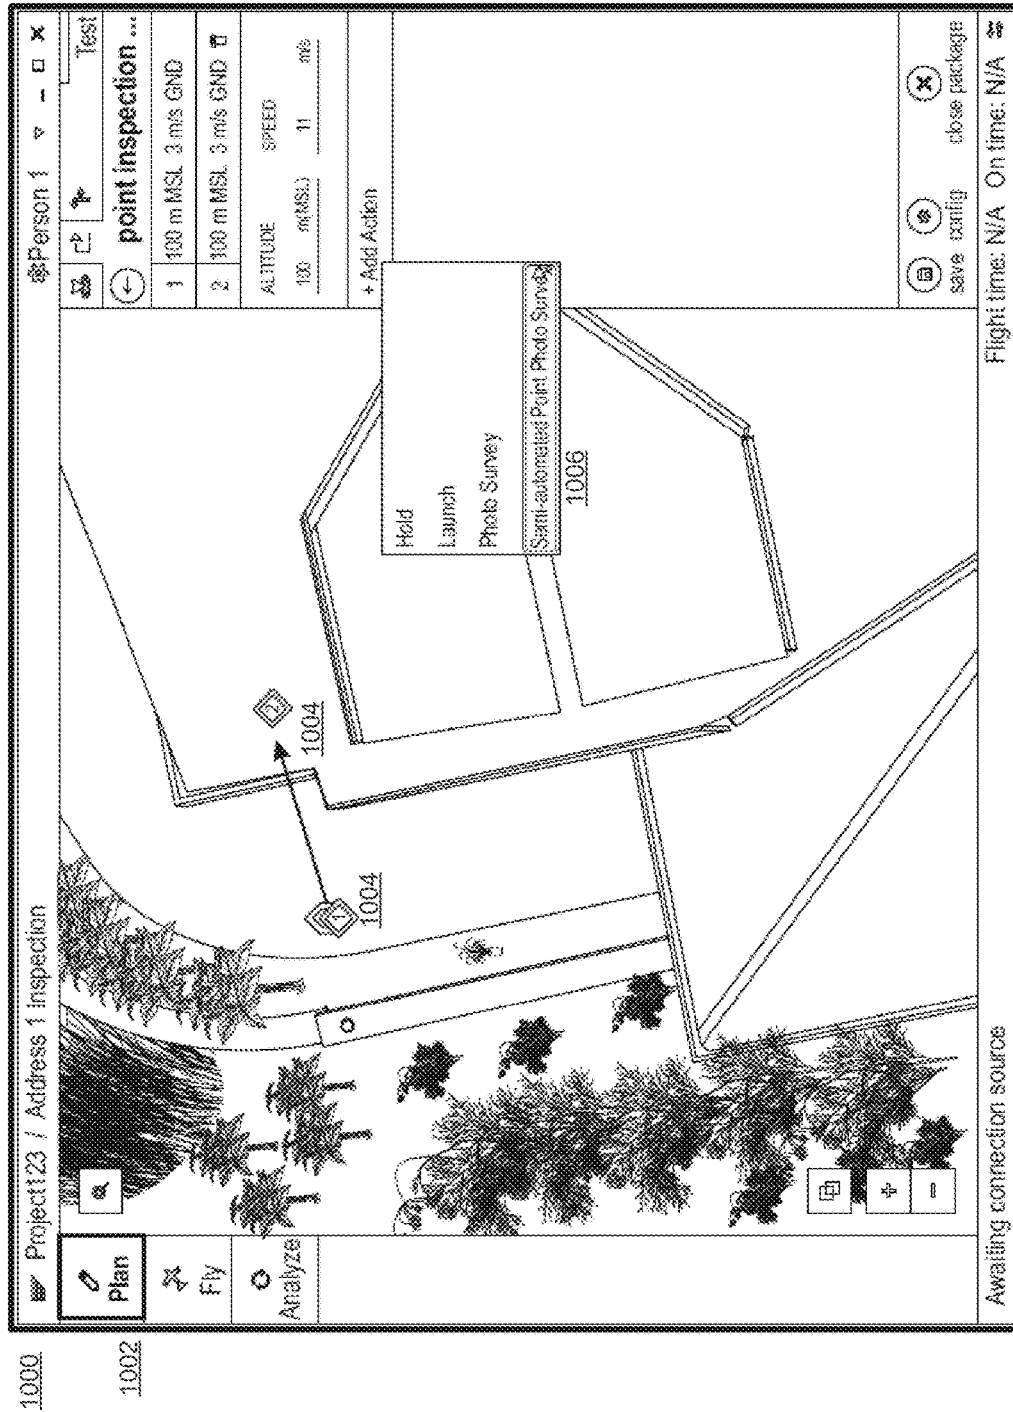 1000
1002
Project123 / Address 1 Inspection
Person 1
Test
Plan
Fly
Analyze
point inspection ...
1 100 m MSL 3 m/s GND
2 100 m MSL 3 m/s GND
ALTITUDE SPEED
100 m(MSL) 11 m/s
+ Add Action
Hold
Launch
Photo Survey
Semi-automated Point Photo Survey
1006
1
1004
2
1004
save config close package
Awaiting connection source
Flight time: N/A On time: N/A